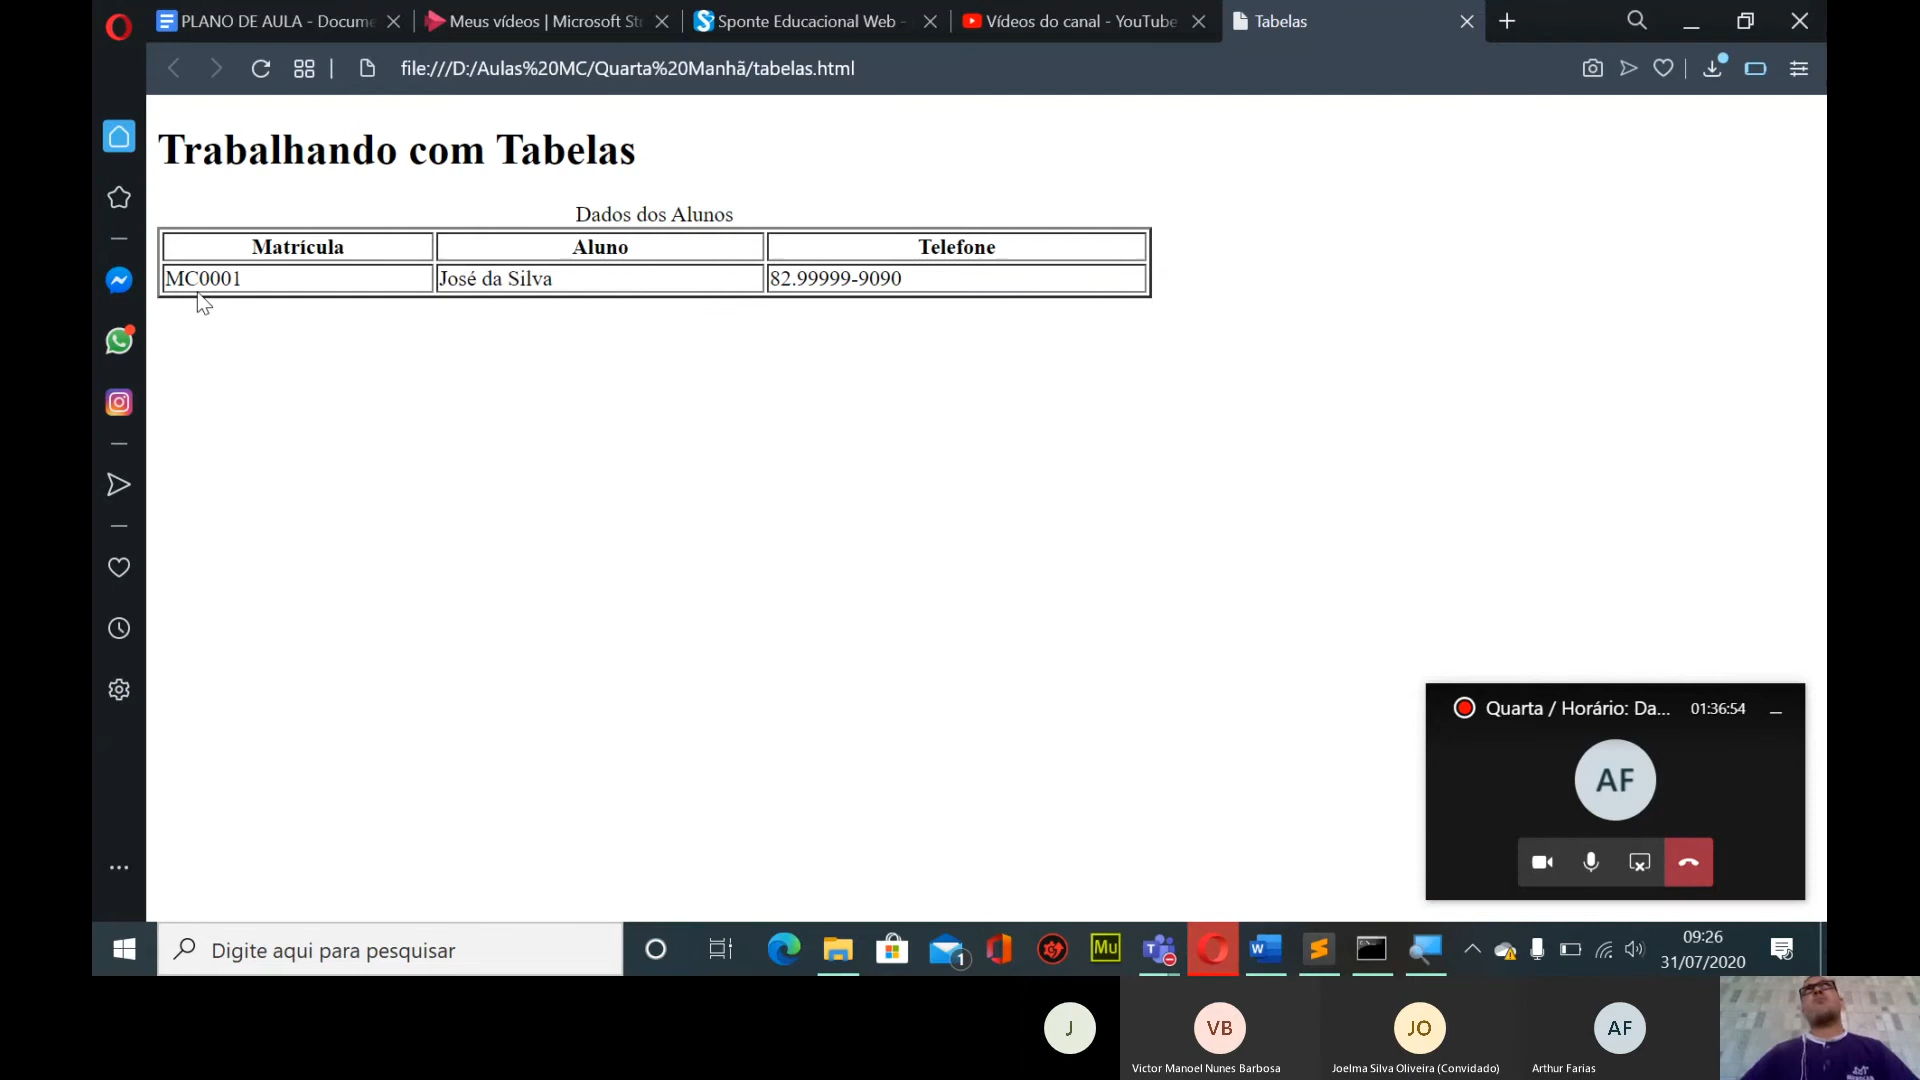 PLANO DE AULA - Docume
Meus vídeos | Microsoft Str
Sponte Educacional Web -
Vídeos do canal - YouTube
Tabelas
file:///D:/Aulas%20MC/Quarta%20Manhã/tabelas.html
Trabalhando com Tabelas
Dados dos Alunos
Matrícula Aluno Telefone
MC0001 José da Silva 82.99999-9090
Quarta / Horário: Da... 01:36:54
AF
Digite aqui para pesquisar
1
Mu
09:26
31/07/2020
J
VB
JO
AF
Victor Manoel Nunes Barbosa
Joelma Silva Oliveira (Convidado)
Arthur Farias